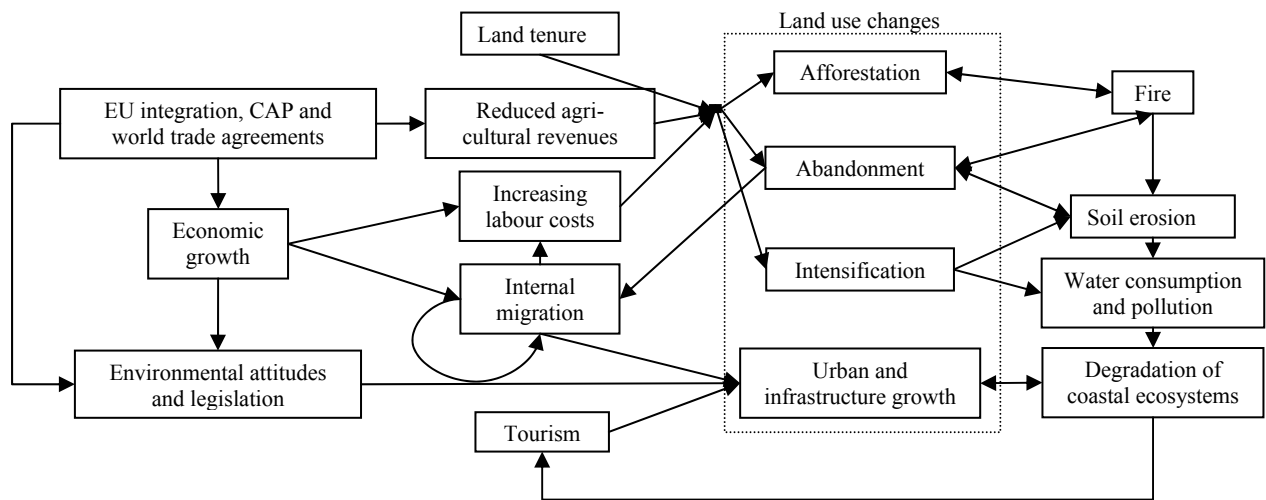 Land use changes
Land tenure
Afforestation
Fire
EU integration, CAP and
world trade agreements
Reduced agri-
cultural revenues
Abandonment
Increasing
labour costs
Soil erosion
Economic
growth
Intensification
Internal
migration
Water consumption
and pollution
Environmental attitudes
and legislation
Urban and
infrastructure growth
Degradation of
coastal ecosystems
Tourism